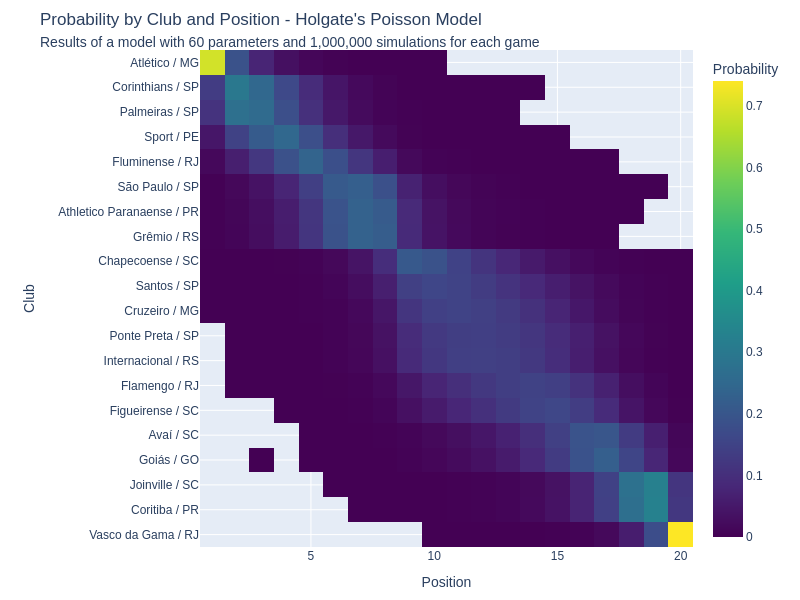 Probability by Club and Position - Holgate's Poisson Model
Results of a model with 60 parameters and 1,000,000 simulations for each game
Probability
Atlético / MG
Corinthians / SP
Palmeiras / SP
Sport / PE
Fluminense / RJ
São Paulo / SP
Athletico Paranaense / PR
Grêmio / RS
Chapecoense / SC
Santos / SP
Cruzeiro / MG
Ponte Preta / SP
Internacional / RS
Flamengo / RJ
Figueirense / SC
Avaí / SC
Goiás / GO
Joinville / SC
Coritiba / PR
Vasco da Gama / RJ
Club
0.7
0.6
0.5
0.4
0.3
0.2
0.1
0
5
10
15
20
Position